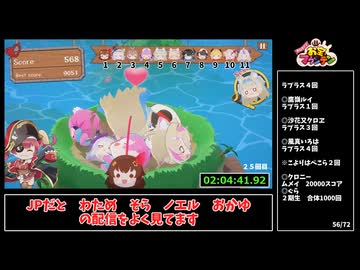 Score 568
Best score 0051
1 2 3 4 5 6 7 8 9 10 11
25回目
02:04:41.92
JPだと　わため　そら　ノエル　おかゆ
の配信をよく見てます
ラプラス4回
◎鷹嶺ルイ
ラプラス1回
◎沙花叉クロヱ
ラプラス3回
◎風真いろは
ラプラス4回
※こよりはぺこら2回
◎クロニー
ムメイ　20000スコア
◎ぐら
2期生　合体1000回
56/72